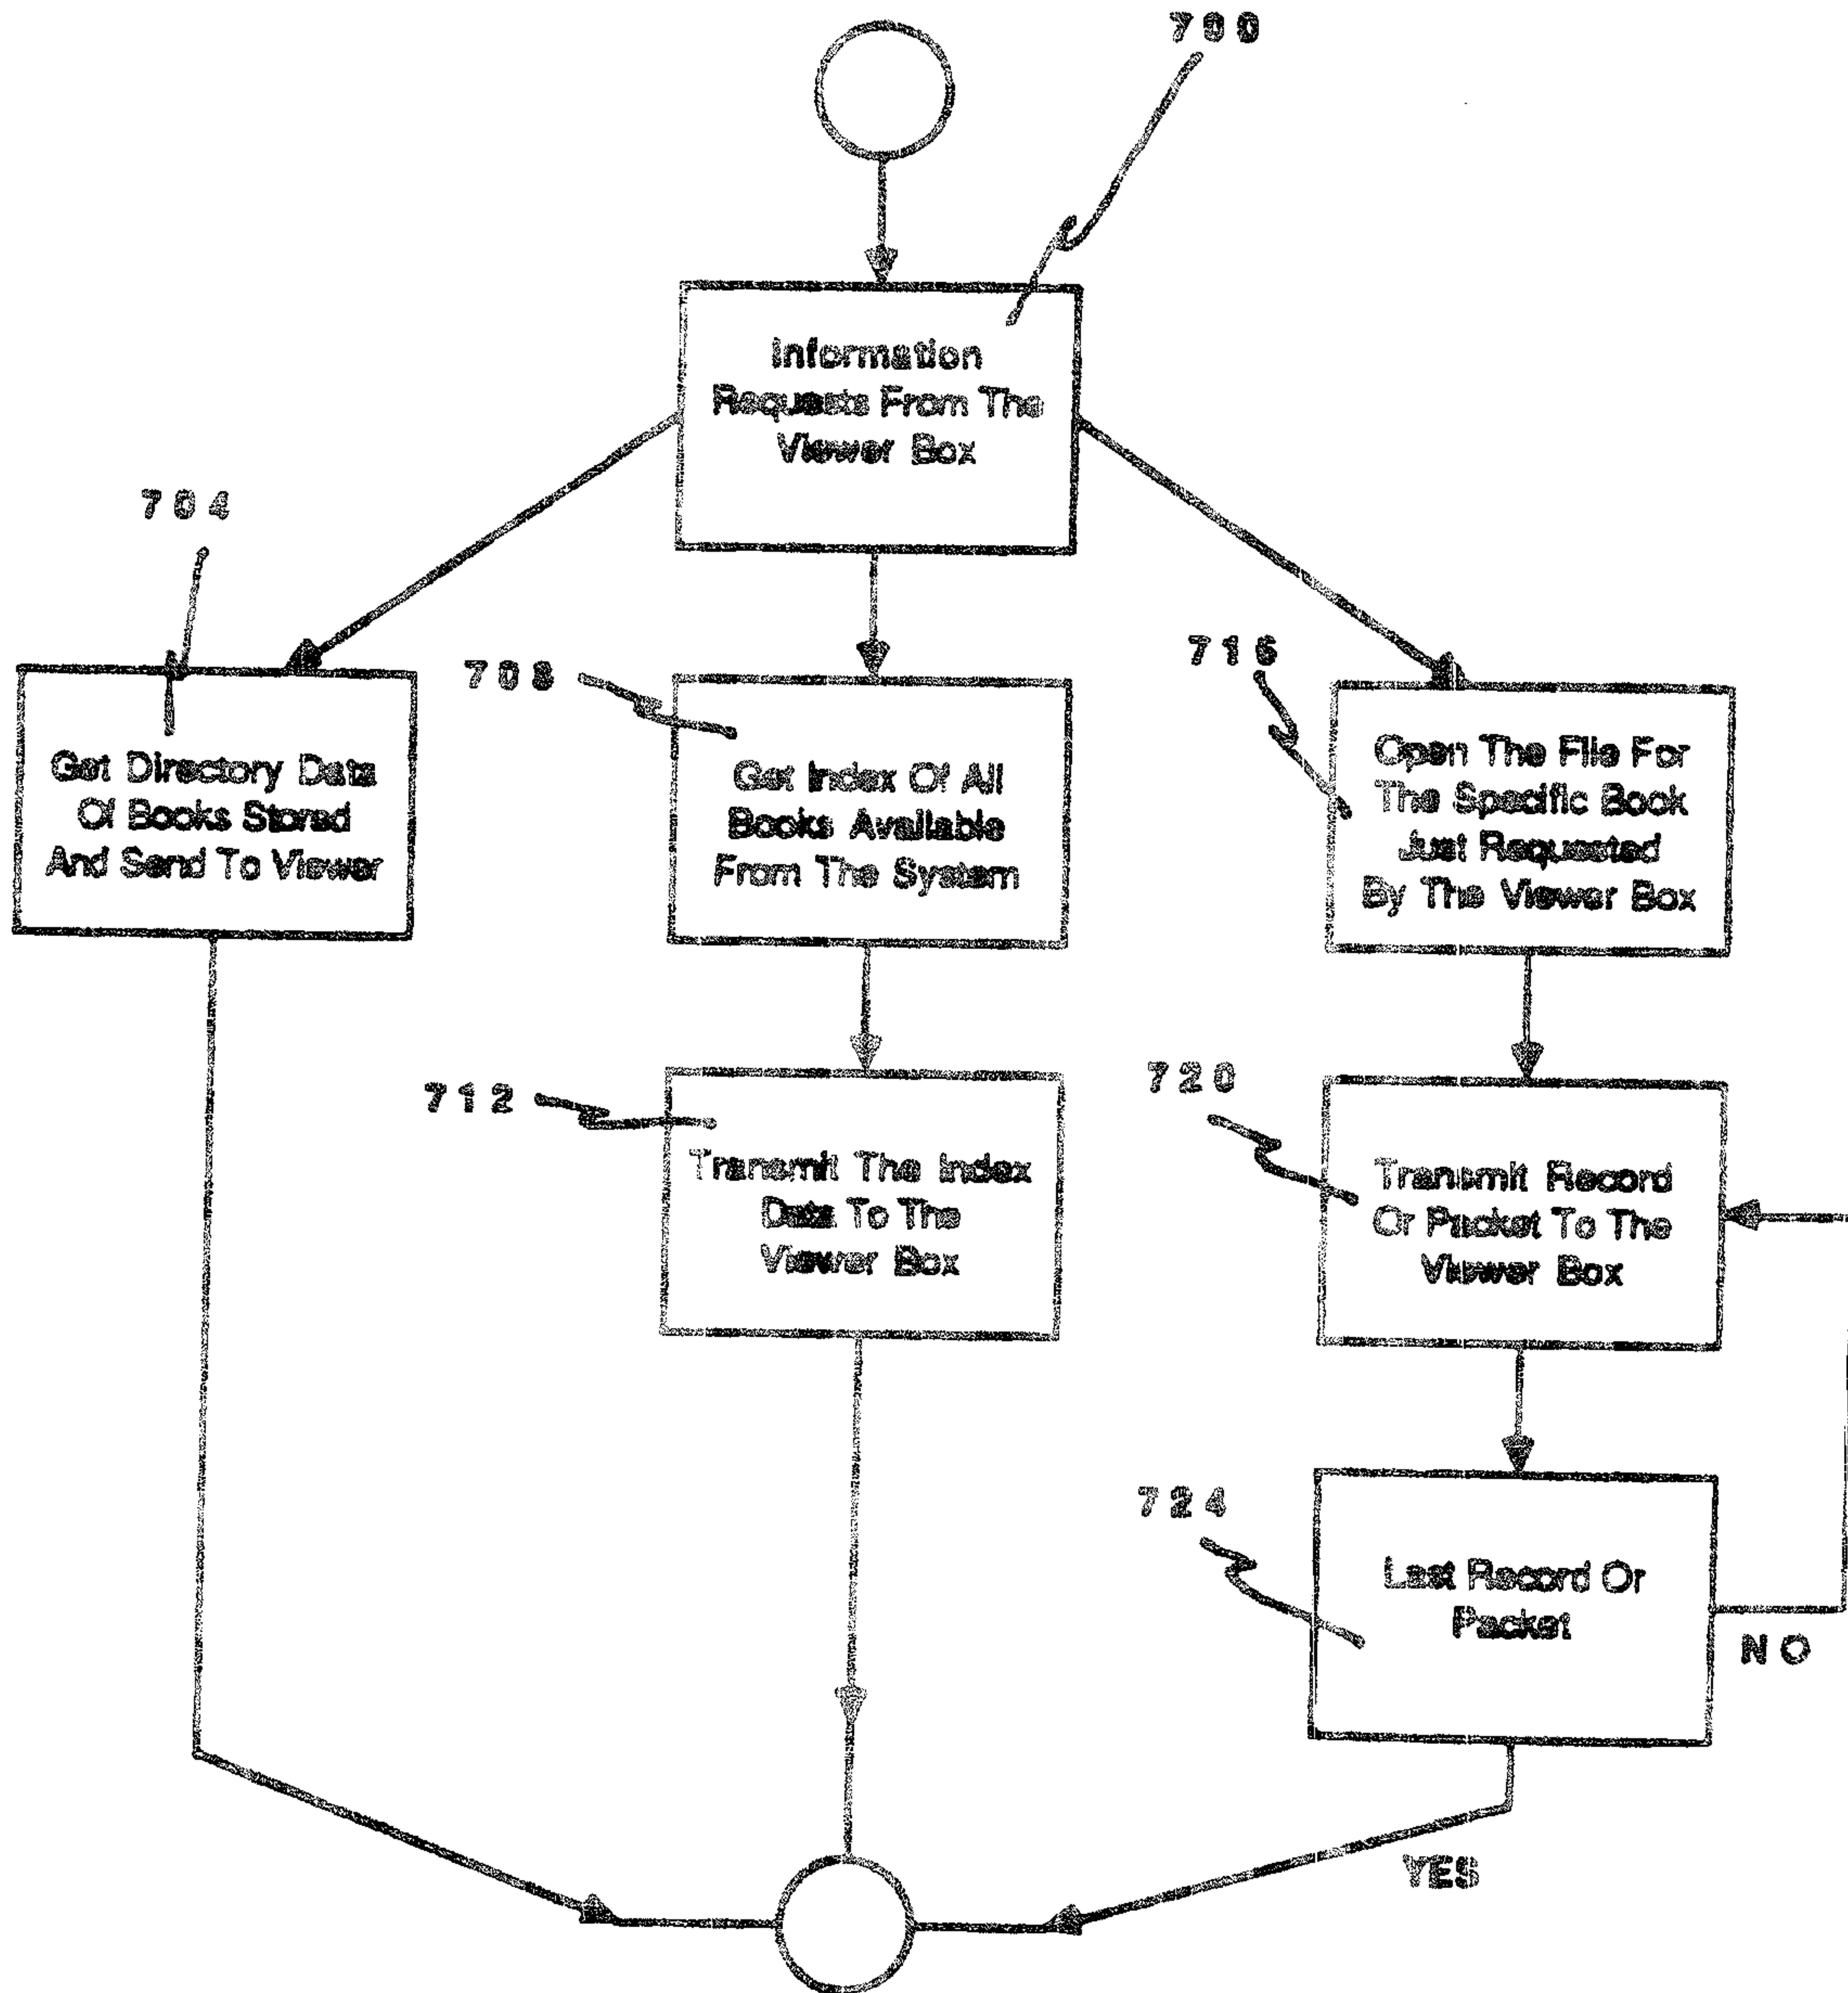 700
Information
Requests From The
Viewer Box
704
Get Directory Data
Of Books Stored
And Send To Viewer
708
Get Index Of All
Books Available
From The System
716
Open The File For
The Specific Book
Just Requested
By The Viewer Box
712
Transmit The Index
Data To The
Viewer Box
720
Transmit Record
Or Packet To The
Viewer Box
724
Last Record Or
Packet
NO
YES